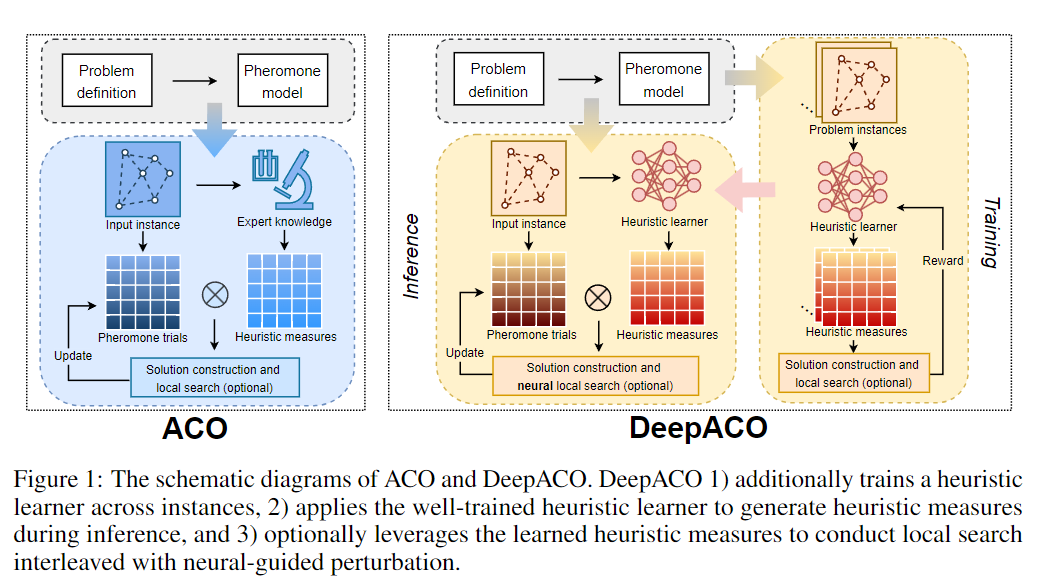 Problem
definition
Pheromone
model
Input instance
Expert knowledge
Pheromone trials
Heuristic measures
Update
Solution construction and
local search (optional)
ACO
Problem
definition
Pheromone
model
Inference
Input instance
Heuristic learner
Pheromone trials
Heuristic measures
Update
Solution construction and
neural local search (optional)
Problem instances
Heuristic learner
Training
Reward
Heuristic measures
Solution construction and
local search (optional)
DeepACO
Figure 1: The schematic diagrams of ACO and DeepACO. DeepACO 1) additionally trains a heuristic
learner across instances, 2) applies the well-trained heuristic learner to generate heuristic measures
during inference, and 3) optionally leverages the learned heuristic measures to conduct local search
interleaved with neural-guided perturbation.